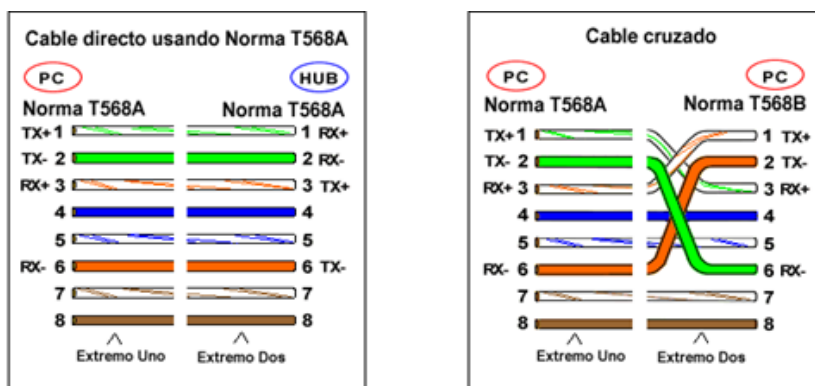 Cable directo usando Norma T568A
PC HUB
Norma T568A Norma T568A
TX+ 1 1 RX+
TX- 2 2 RX-
RX+ 3 3 TX+
4 4
5 5
RX- 6 6 TX-
7 7
8 8
Extremo Uno Extremo Dos
Cable cruzado
PC PC
Norma T568A Norma T568B
TX+ 1 1 TX+
TX- 2 2 TX-
RX+ 3 3 RX+
4 4
5 5
RX- 6 6 RX-
7 7
8 8
Extremo Uno Extremo Dos